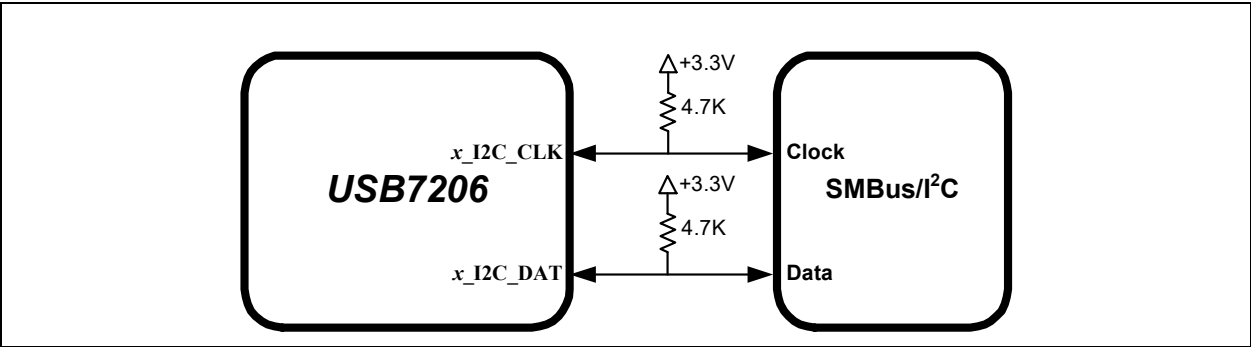 +3.3V
4.7K
x_I2C_CLK
Clock
USB7206
+3.3V
SMBus/I²C
4.7K
x_I2C_DAT
Data